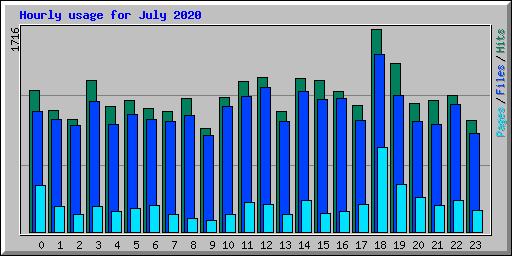 Hourly usage for July 2020
1716
Pages/Files/Hits
0 1 2 3 4 5 6 7 8 9 10 11 12 13 14 15 16 17 18 19 20 21 22 23